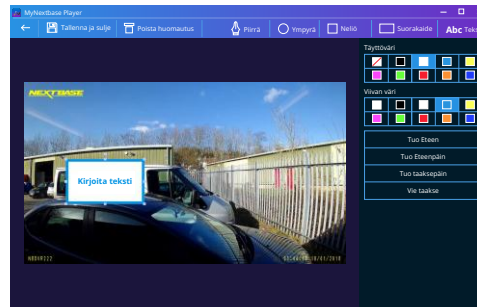 MyNextbase Player
Tallenna ja sulje
Poista huomautus
Piirrä
Ympyrä
Neliö
Suorakaide
Abc Teks
Täyttöväri
NEXTBASE
Viivan väri
Tuo Eteen
Tuo Eteenpäin
Tuo taaksepäin
Vie taakse
Kirjoita teksti